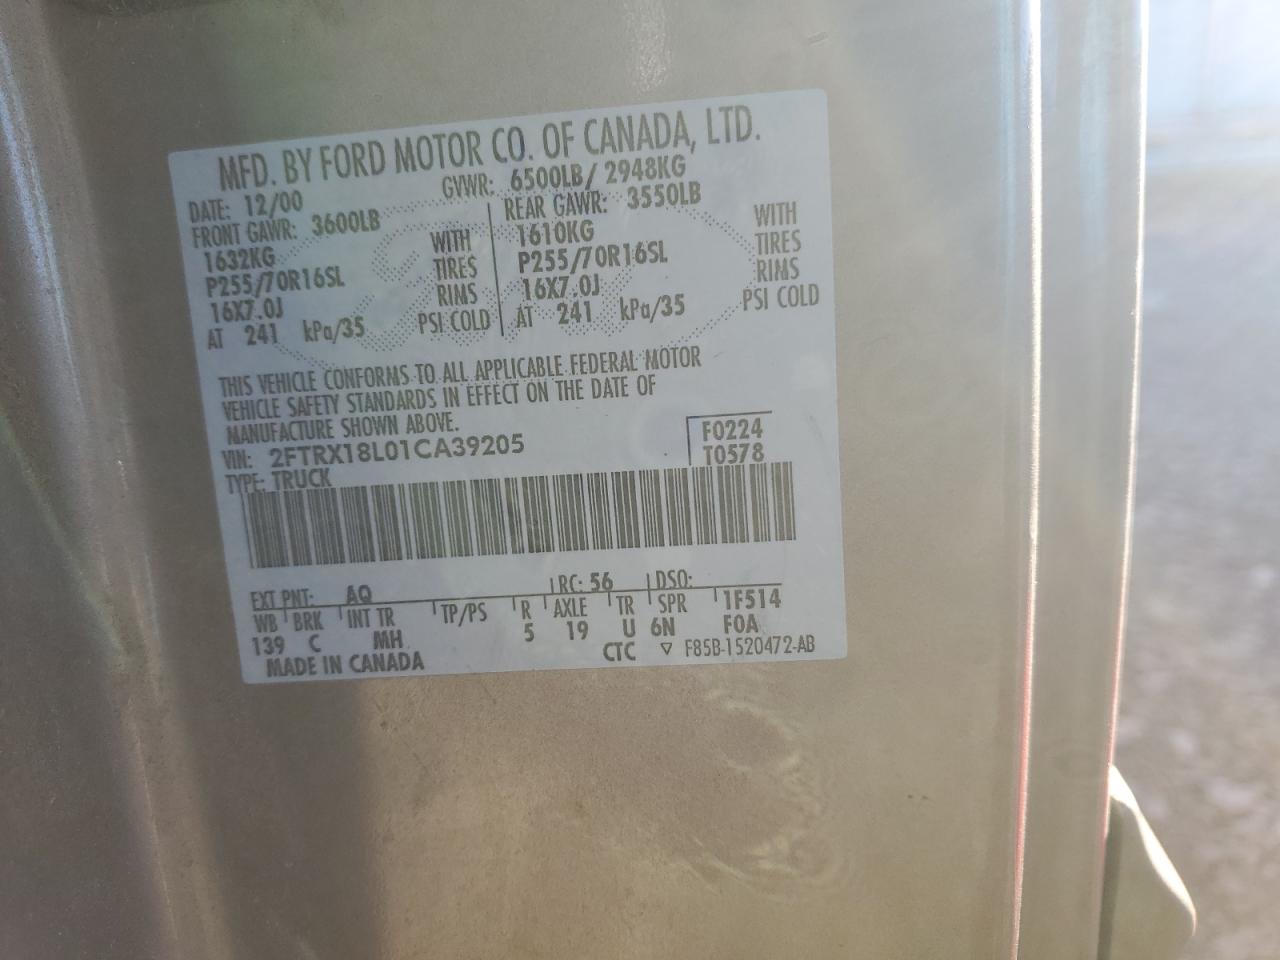 MFD. BY FORD MOTOR CO. OF CANADA, LTD.
DATE: 12/00 GVWR: 6500LB/ 2948KG
FRONT GAWR: 3600LB REAR GAWR: 3550LB
1632KG WITH 1610KG WITH
P255/70R16SL TIRES P255/70R16SL TIRES
16X7.0J RIMS 16X7.0J RIMS
AT 241 kPa/35 PSI COLD AT 241 kPa/35 PSI COLD
THIS VEHICLE CONFORMS TO ALL APPLICABLE FEDERAL MOTOR
VEHICLE SAFETY STANDARDS IN EFFECT ON THE DATE OF
MANUFACTURE SHOWN ABOVE.
VIN: 2FTRX18L01CA39205 F0224
TYPE: TRUCK T0578
EXT PNT: AQ RC: 56 DSO:
WB BRK INT TR TP/PS R AXLE TR SPR 1F514
139 C MH 5 19 U 6N F0A
MADE IN CANADA CTC ▽ F85B-1520472-AB